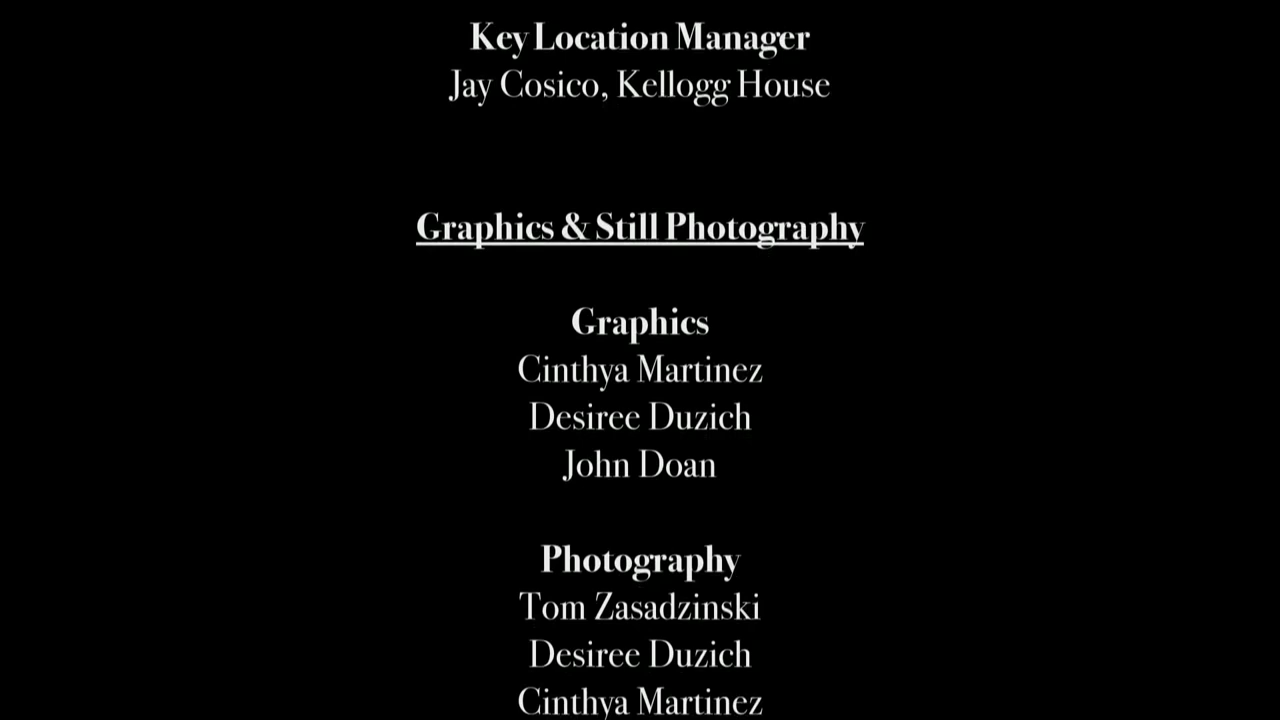 Key Location Manager
Jay Cosico, Kellogg House
Graphics & Still Photography
Graphics
Cinthya Martinez
Desiree Duzich
John Doan
Photography
Tom Zasadzinski
Desiree Duzich
Cinthya Martinez